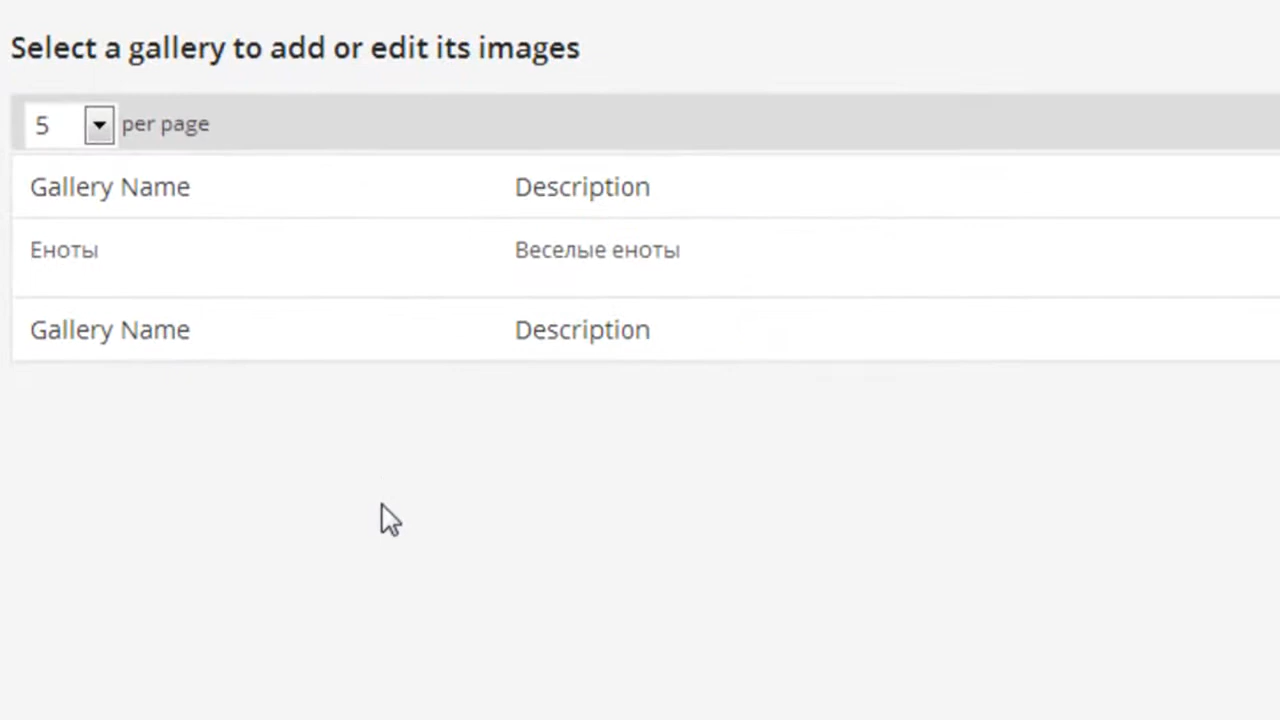 Select a gallery to add or edit its images
5 per page
Gallery Name Description
Еноты Веселые еноты
Gallery Name Description